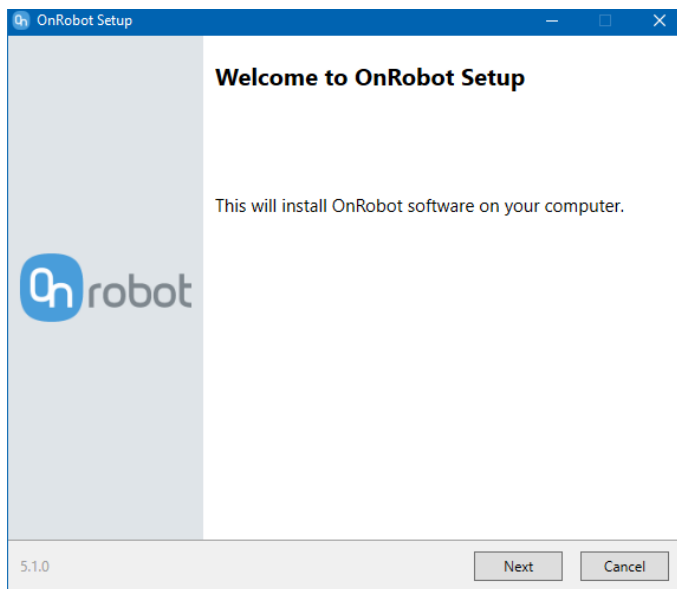 OnRobot Setup
Welcome to OnRobot Setup
This will install OnRobot software on your computer.
On robot
5.1.0
Next
Cancel